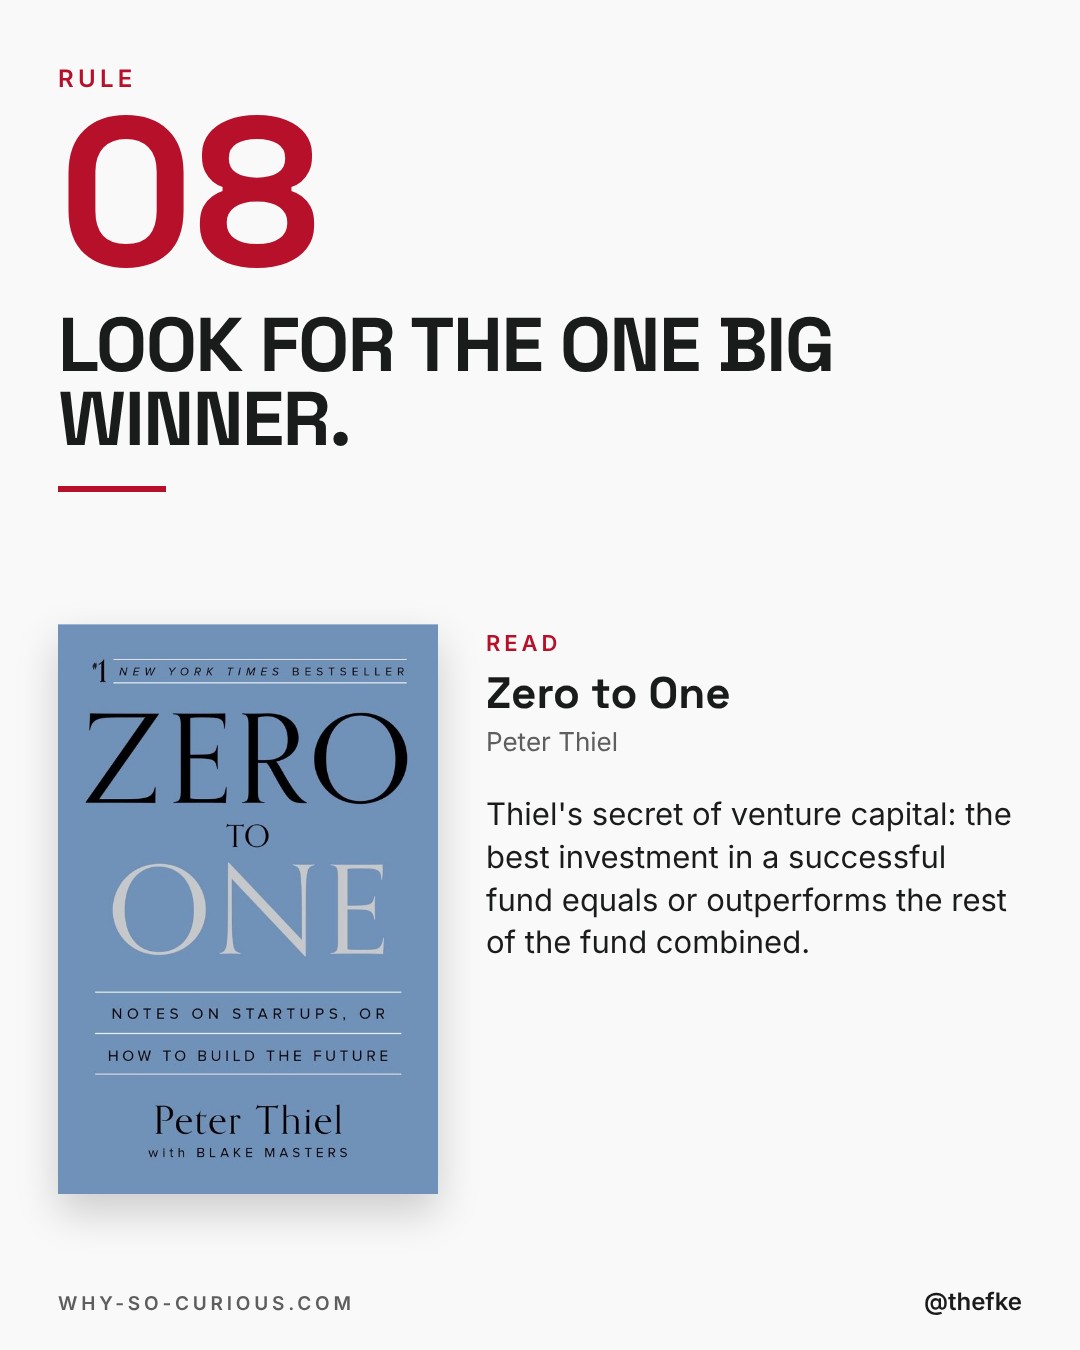 RULE
08
LOOK FOR THE ONE BIG
WINNER.
#1 NEW YORK TIMES BESTSELLER
ZERO
TO
ONE
NOTES ON STARTUPS, OR
HOW TO BUILD THE FUTURE
Peter Thiel
with BLAKE MASTERS
READ
Zero to One
Peter Thiel
Thiel's secret of venture capital: the
best investment in a successful
fund equals or outperforms the rest
of the fund combined.
WHY-SO-CURIOUS.COM
@thefke